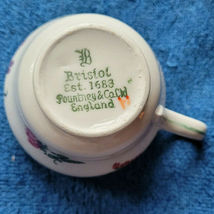 B
Bristol
Est. 1683
Pountney & Co Ltd
England